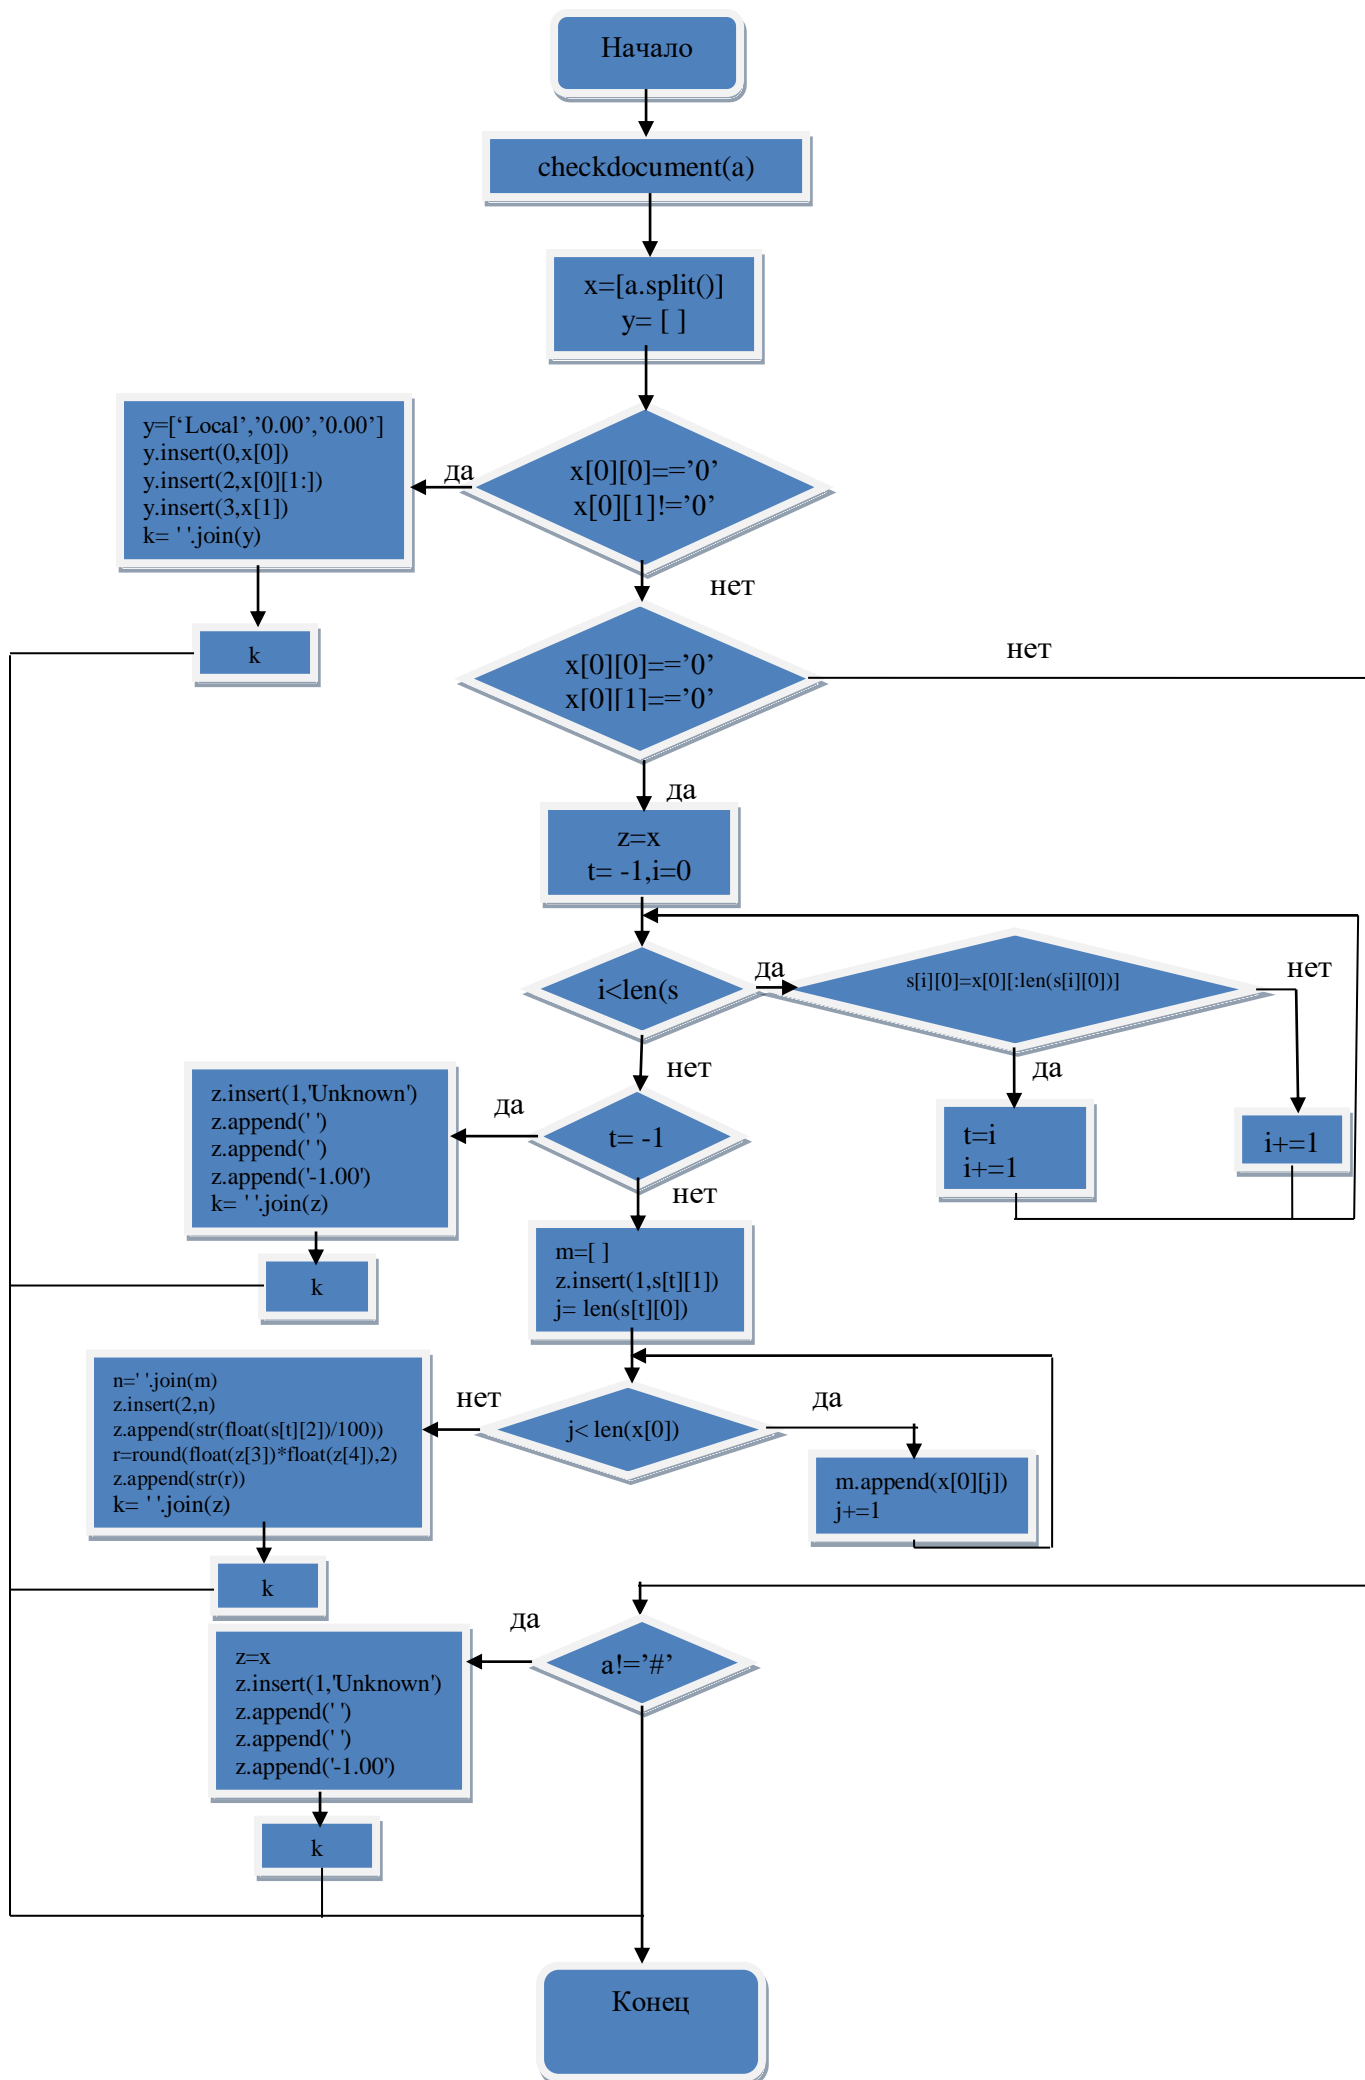 Начало
checkdocument(a)
x=[a.split()]
y= [ ]
y=[‘Local’,’0.00’,’0.00’]
y.insert(0,x[0])
y.insert(2,x[0][1:])
y.insert(3,x[1])
k= ' '.join(y)
да
x[0][0]==’0’
x[0][1]!=’0’
нет
k
x[0][0]==’0’
x[0][1]==’0’
нет
да
z=x
t= -1,i=0
i<len(s
да
s[i][0]=x[0][:len(s[i][0])]
нет
нет
да
z.insert(1,'Unknown')
z.append(' ')
z.append(' ')
z.append('-1.00')
k= ' '.join(z)
да
t= -1
t=i
i+=1
i+=1
нет
k
m=[ ]
z.insert(1,s[t][1])
j= len(s[t][0])
n=' '.join(m)
z.insert(2,n)
z.append(str(float(s[t][2])/100))
r=round(float(z[3])*float(z[4]),2)
z.append(str(r))
k= ' '.join(z)
нет
j< len(x[0])
да
m.append(x[0][j])
j+=1
k
да
a!=’#’
z=x
z.insert(1,'Unknown')
z.append(' ')
z.append(' ')
z.append('-1.00')
k
Конец